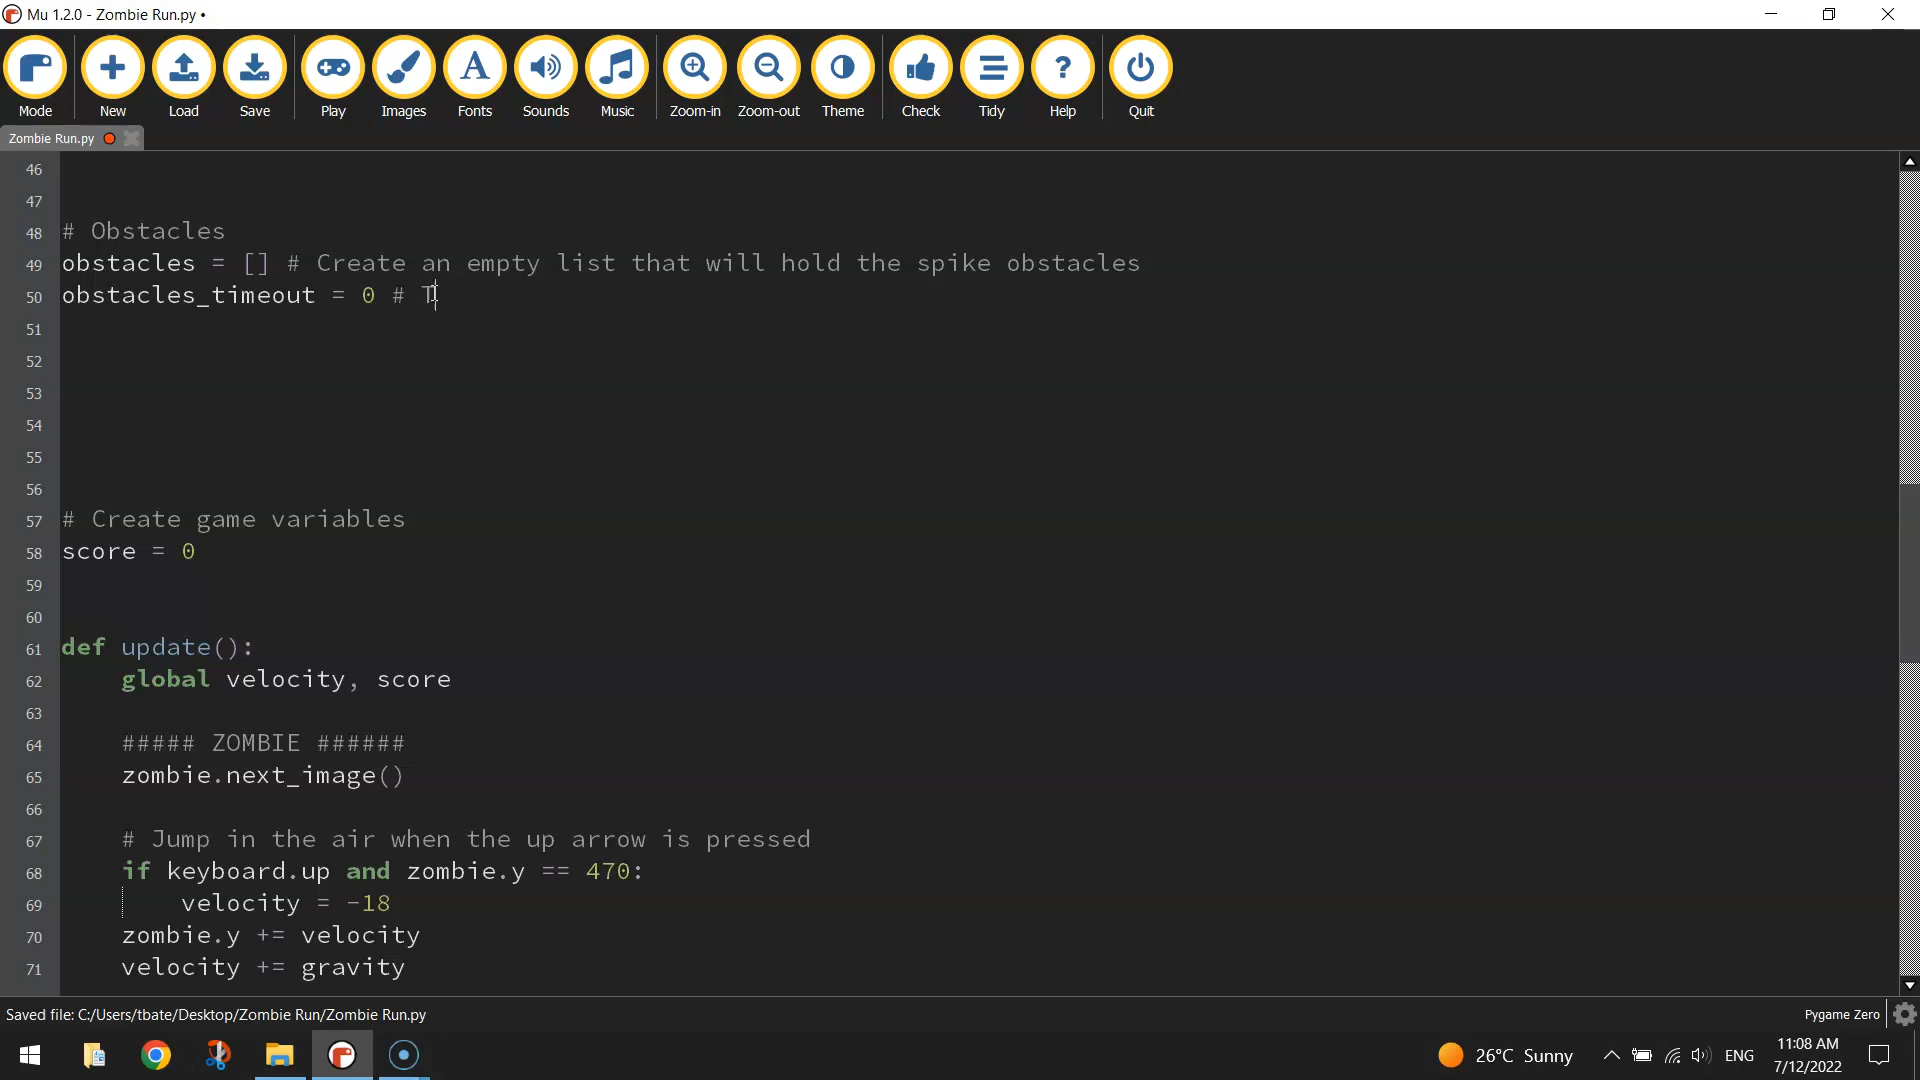 Mu 1.2.0 - Zombie Run.py •
Mode New Load Save Play Images Fonts Sounds Music Zoom-in Zoom-out Theme Check Tidy Help Quit
Zombie Run.py
46
47
48 # Obstacles
49 obstacles = [] # Create an empty list that will hold the spike obstacles
50 obstacles_timeout = 0 # T
51
52
53
54
55
56
57 # Create game variables
58 score = 0
59
60
61 def update():
62 global velocity, score
63
64 ##### ZOMBIE ######
65 zombie.next_image()
66
67 # Jump in the air when the up arrow is pressed
68 if keyboard.up and zombie.y == 470:
69 velocity = -18
70 zombie.y += velocity
71 velocity += gravity
Saved file: C:/Users/tbate/Desktop/Zombie Run/Zombie Run.py
Pygame Zero
26°C Sunny
ENG
11:08 AM
7/12/2022